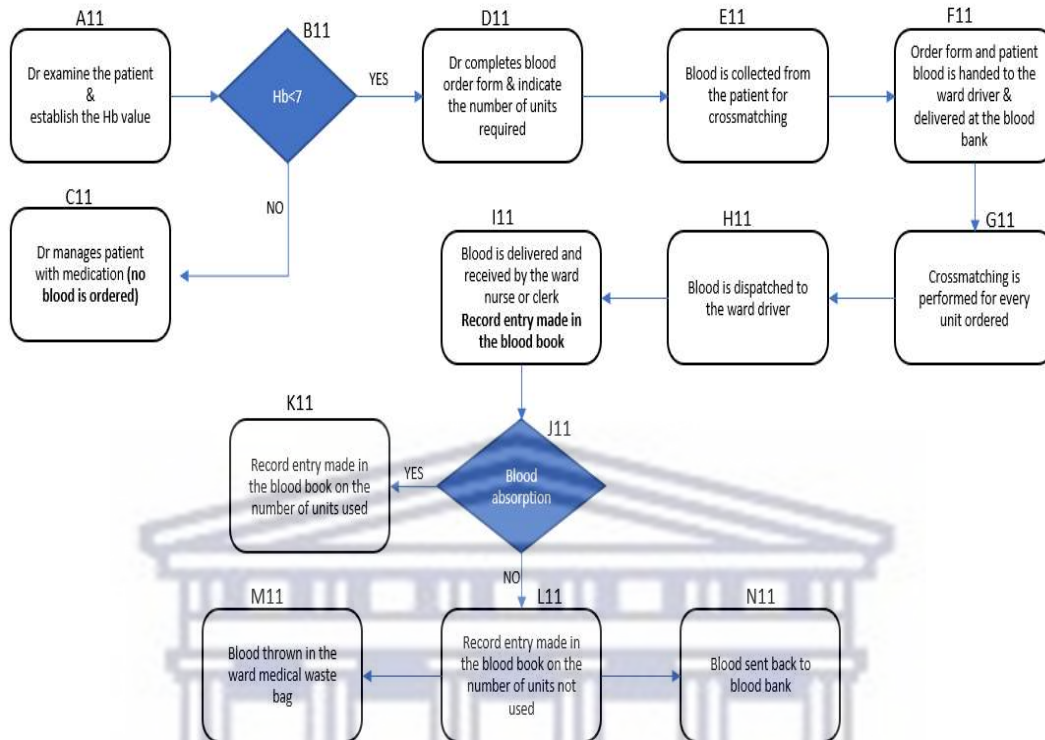 A11
Dr examine the patient
&
establish the Hb value
B11
Hb<7
YES
NO
D11
Dr completes blood
order form & indicate
the number of units
required
E11
Blood is collected from
the patient for
crossmatching
F11
Order form and patient
blood is handed to the
ward driver &
delivered at the blood
bank
C11
Dr manages patient
with medication (no
blood is ordered)
I11
Blood is delivered and
received by the ward
nurse or clerk
Record entry made in
the blood book
H11
Blood is dispatched to
the ward driver
G11
Crossmatching is
performed for every
unit ordered
K11
Record entry made in
the blood book on the
number of units used
YES
J11
Blood
absorption
NO
M11
Blood thrown in the
ward medical waste
bag
L11
Record entry made in
the blood book on the
number of units not
used
N11
Blood sent back to
blood bank